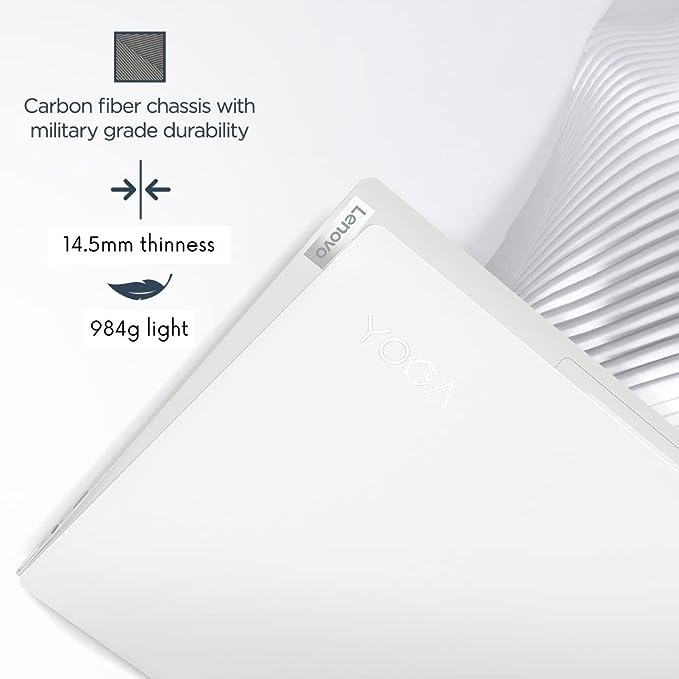 Carbon fiber chassis with
military grade durability
14.5mm thinness
984g light
Lenovo
YOGA